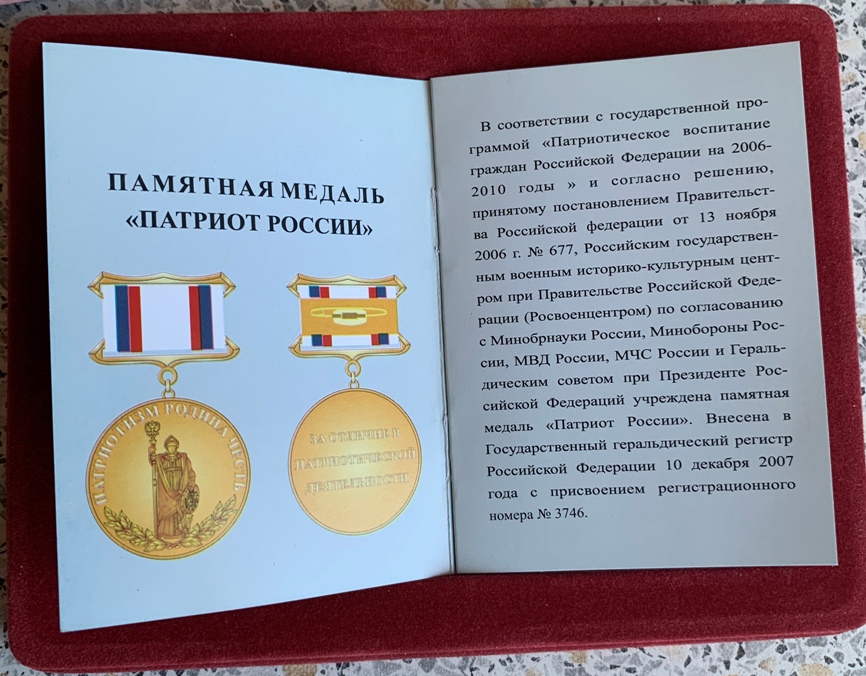 ПАМЯТНАЯ МЕДАЛЬ
«ПАТРИОТ РОССИИ»
ПАТРИОТИЗМ РОДИНА ЧЕСТЬ
ЗА ОТЛИЧИЕ В
ПАТРИОТИЧЕСКОЙ
ДЕЯТЕЛЬНОСТИ
В соответствии с государственной про-
граммой «Патриотическое воспитание
граждан Российской Федерации на 2006-
2010 годы » и согласно решению,
принятому постановлением Правительст-
ва Российской федерации от 13 ноября
2006 г. № 677, Российским государствен-
ным военным историко-культурным цент-
ром при Правительстве Российской Феде-
рации (Росвоенцентром) по согласованию
с Минобрнауки России, Минобороны Рос-
сии, МВД России, МЧС России и Гераль-
дическим советом при Президенте Рос-
сийской Федераций учреждена памятная
медаль «Патриот России». Внесена в
Государственный геральдический регистр
Российской Федерации 10 декабря 2007
года с присвоением регистрационного
номера № 3746.